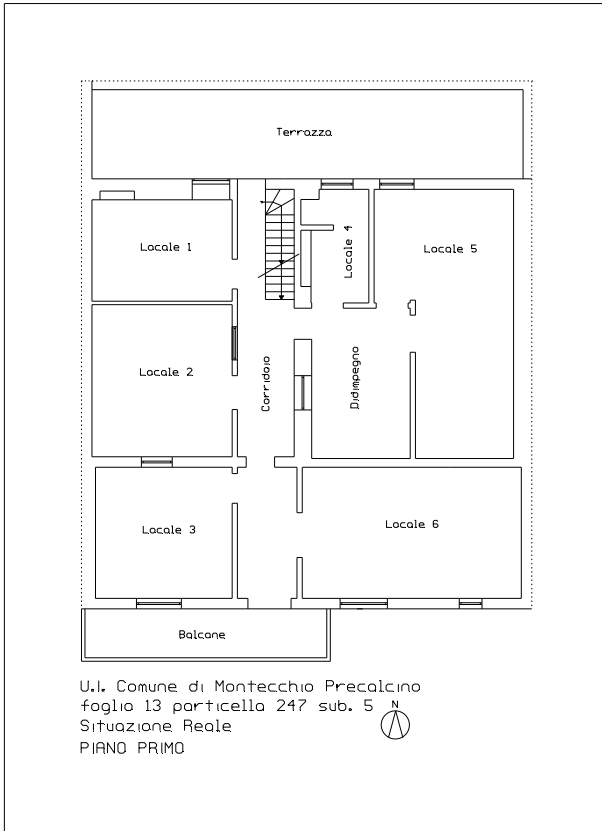 Terrazza
Locale 1
Locale 4
Locale 5
Locale 2
Corridoio
Didimpegno
Locale 3
Locale 6
Balcone
U.I. Comune di Montecchio Precalcino
foglio 13 particella 247 sub. 5
N
Situazione Reale
PIANO PRIMO